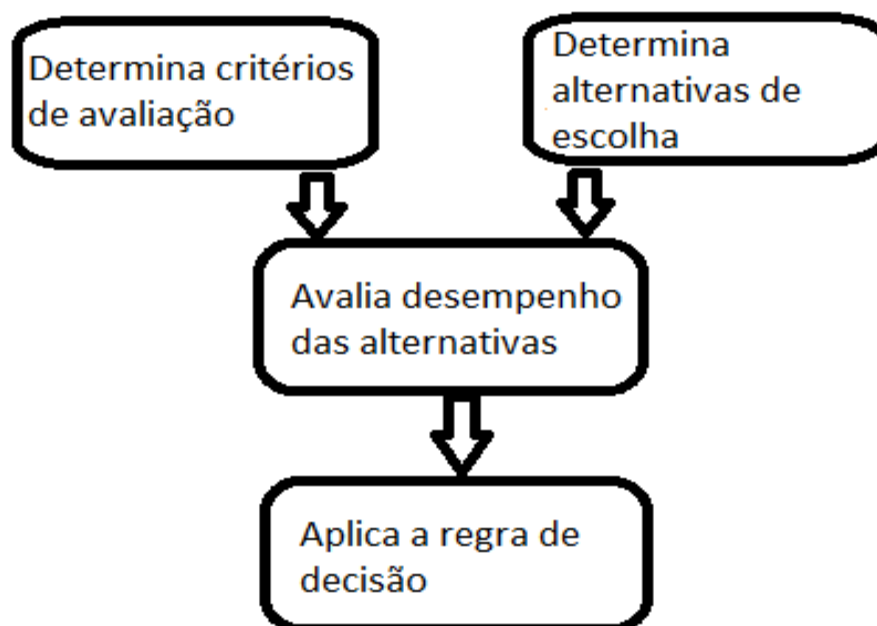 Determina critérios
de avaliação
Determina
alternativas de
escolha
Avalia desempenho
das alternativas
Aplica a regra de
decisão